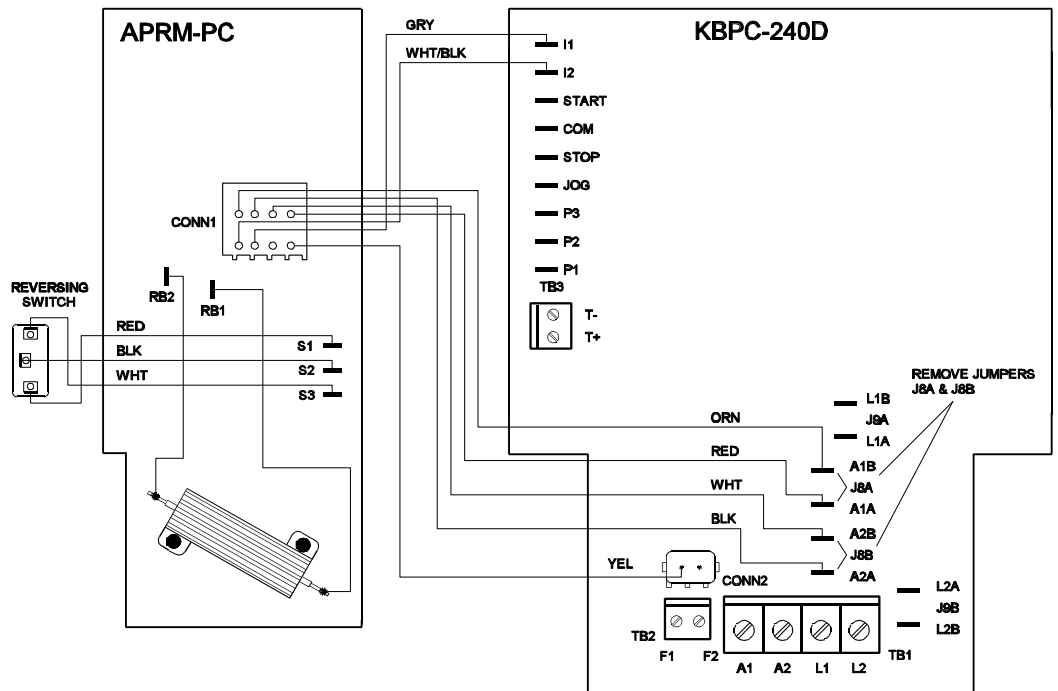 APRM-PC
KBPC-240D
GRY
WHT/BLK
I1
I2
START
COM
STOP
JOG
P3
P2
P1
TB3
T-
T+
CONN1
RB2
RB1
REVERSING
SWITCH
RED
BLK
WHT
S1
S2
S3
REMOVE JUMPERS
J8A & J8B
L1B
J9A
L1A
ORN
RED
WHT
BLK
YEL
A1B
J8A
A1A
A2B
J8B
A2A
CONN2
L2A
J9B
L2B
TB2
F1
F2
A1
A2
L1
L2
TB1